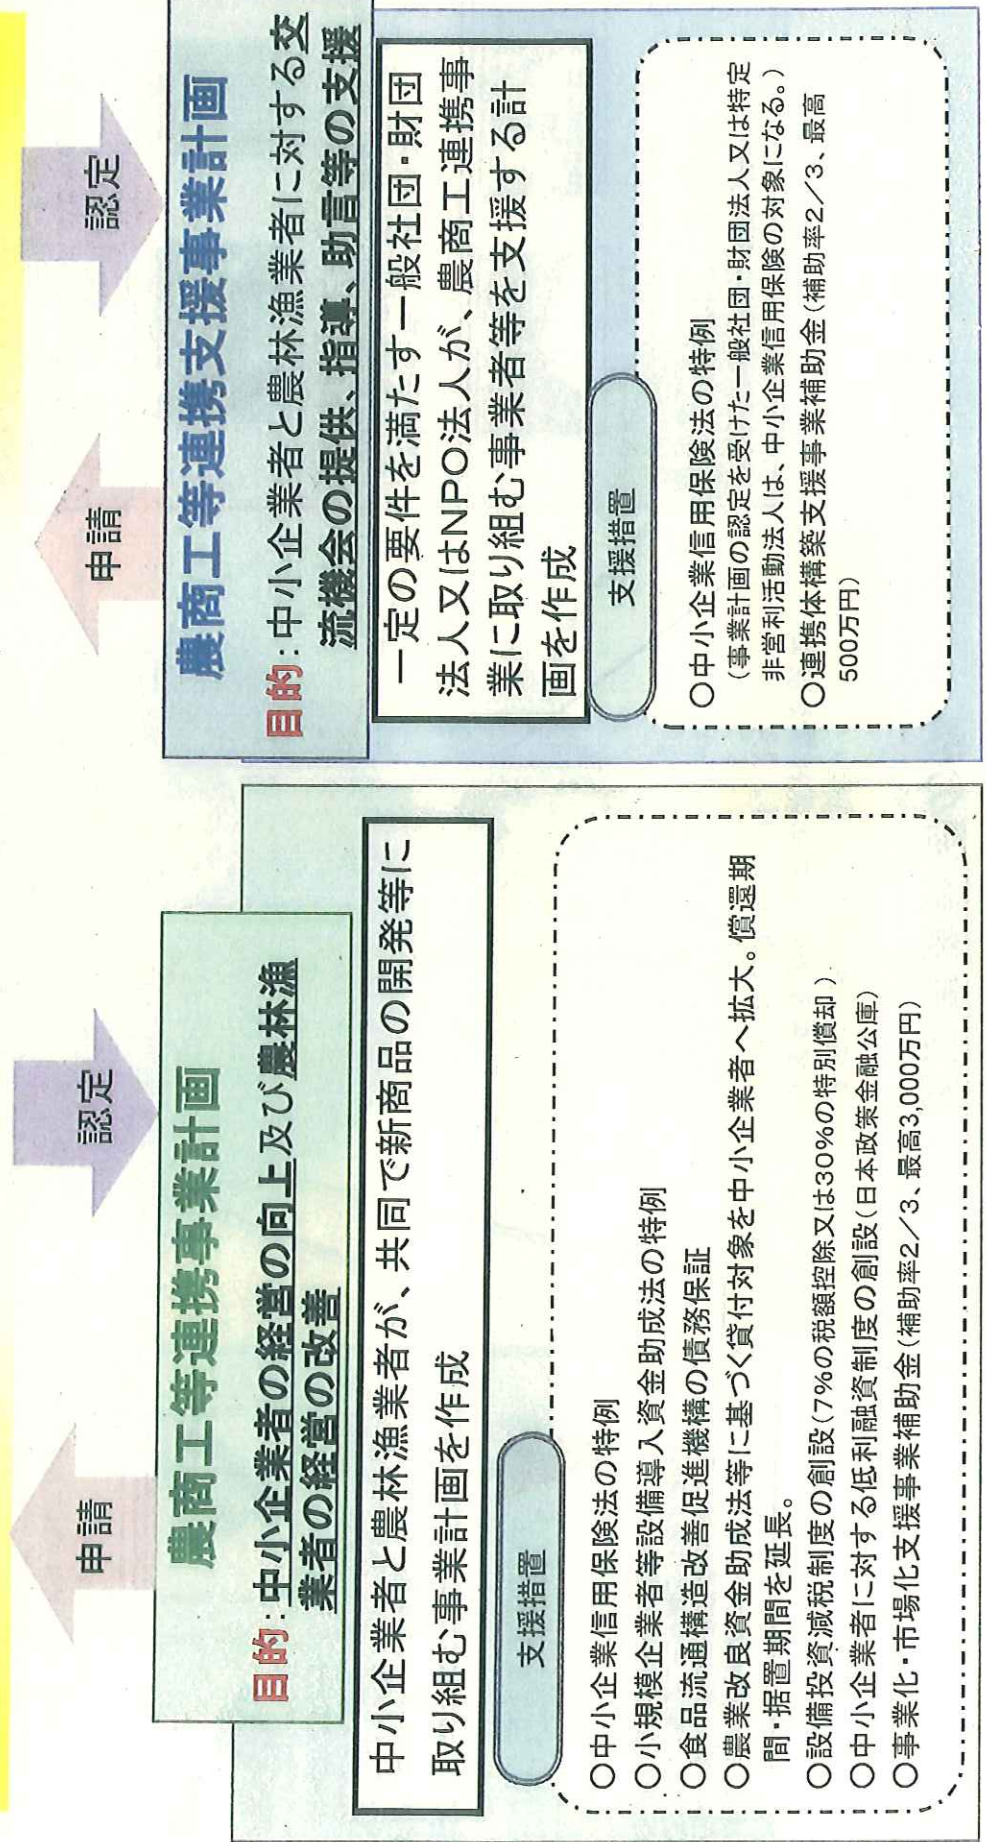 申請
認定
農商工等連携事業計画
目的：中小企業者の経営の向上及び農林漁
業者の経営の改善
中小企業者と農林漁業者が、共同で新商品の開発等に
取り組む事業計画を作成
支援措置
○中小企業信用保険法の特例
○小規模企業者等設備導入資金助成法の特例
○食品流通構造改善促進機構の債務保証
○農業改良資金助成法等に基づく貸付対象を中小企業者へ拡大。償還期
間・据置期間を延長。
○設備投資減税制度の創設（7％の税額控除又は30％の特別償却）
○中小企業者に対する低利融資制度の創設（日本政策金融公庫）
○事業化・市場化支援事業補助金（補助率2／3、最高3,000万円）
申請
認定
農商工等連携支援事業計画
目的：中小企業者と農林漁業者に対する交
流機会の提供、指導、助言等の支援
一定の要件を満たす一般社団・財団
法人又はNPO法人が、農商工連携事
業に取り組む事業者等を支援する計
画を作成
支援措置
○中小企業信用保険法の特例
（事業計画の認定を受けた一般社団・財団法人又は特定
非営利活動法人は、中小企業信用保険の対象になる。）
○連携体構築支援事業補助金（補助率2／3、最高
500万円）